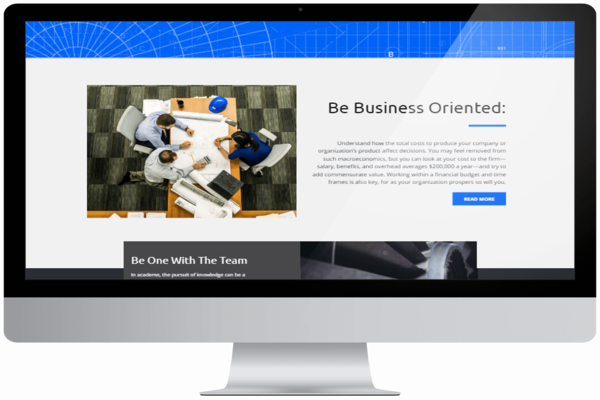 B
Be Business Oriented:
Understand how the total costs to produce your company or
organization's product affect decisions. You may feel removed from
such macroeconomics, but you can look at your cost to the firm—
salary, benefits, and overhead averages $200,000 a year—and try to
add commensurate value. Working within a financial budget and time
frames is also key, for as your organization prospers so will you.
READ MORE
Be One With The Team
In academe, the pursuit of knowledge can be a